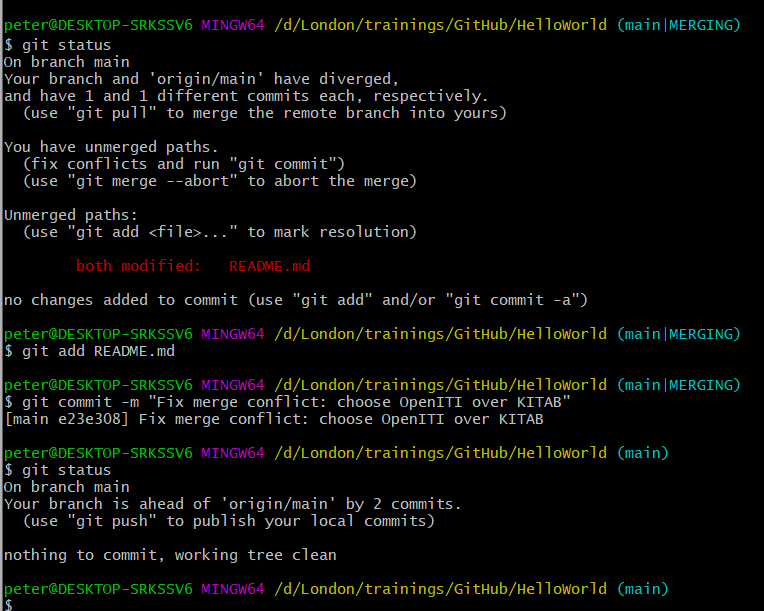 peter@DESKTOP-SRKSSV6 MINGW64 /d/London/trainings/GitHub/HelloWorld (main|MERGING)
$ git status
On branch main
Your branch and 'origin/main' have diverged,
and have 1 and 1 different commits each, respectively.
  (use "git pull" to merge the remote branch into yours)

You have unmerged paths.
  (fix conflicts and run "git commit")
  (use "git merge --abort" to abort the merge)

Unmerged paths:
  (use "git add <file>..." to mark resolution)

        both modified:   README.md

no changes added to commit (use "git add" and/or "git commit -a")

peter@DESKTOP-SRKSSV6 MINGW64 /d/London/trainings/GitHub/HelloWorld (main|MERGING)
$ git add README.md

peter@DESKTOP-SRKSSV6 MINGW64 /d/London/trainings/GitHub/HelloWorld (main|MERGING)
$ git commit -m "Fix merge conflict: choose OpenITI over KITAB"
[main e23e308] Fix merge conflict: choose OpenITI over KITAB

peter@DESKTOP-SRKSSV6 MINGW64 /d/London/trainings/GitHub/HelloWorld (main)
$ git status
On branch main
Your branch is ahead of 'origin/main' by 2 commits.
  (use "git push" to publish your local commits)

nothing to commit, working tree clean

peter@DESKTOP-SRKSSV6 MINGW64 /d/London/trainings/GitHub/HelloWorld (main)
$